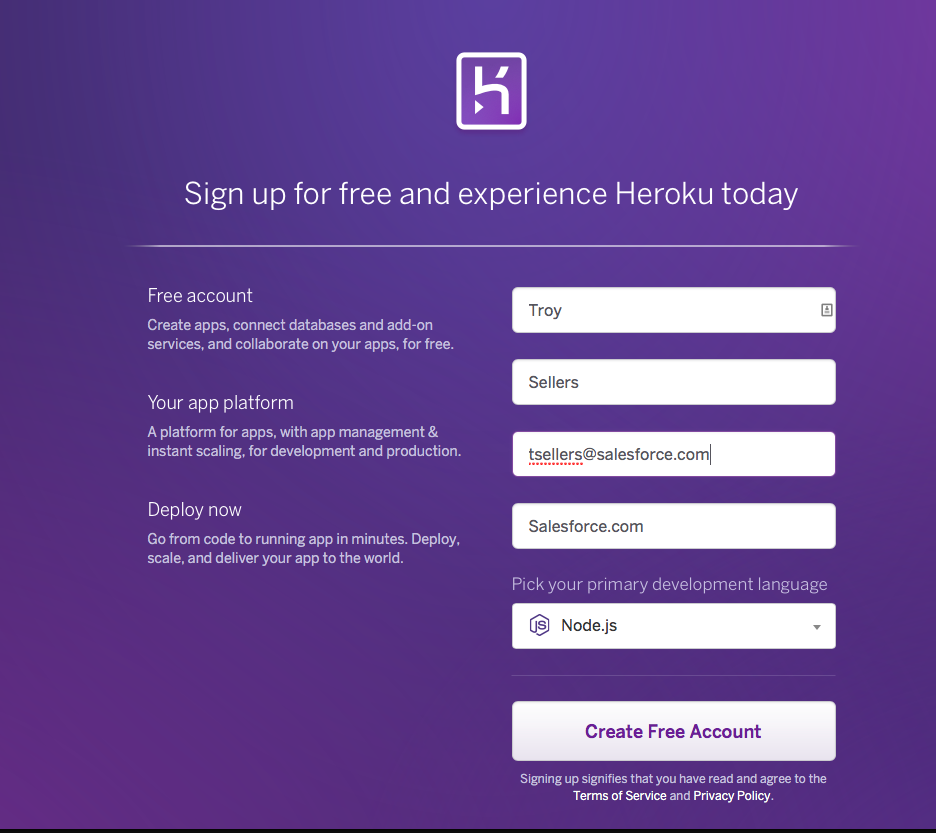 Sign up for free and experience Heroku today
Free account
Create apps, connect databases and add-on
services, and collaborate on your apps, for free.
Your app platform
A platform for apps, with app management &
instant scaling, for development and production.
Deploy now
Go from code to running app in minutes. Deploy,
scale, and deliver your app to the world.
Troy
Sellers
tsellers@salesforce.com
Salesforce.com
Pick your primary development language
JS Node.js
Create Free Account
Signing up signifies that you have read and agree to the
Terms of Service and Privacy Policy.